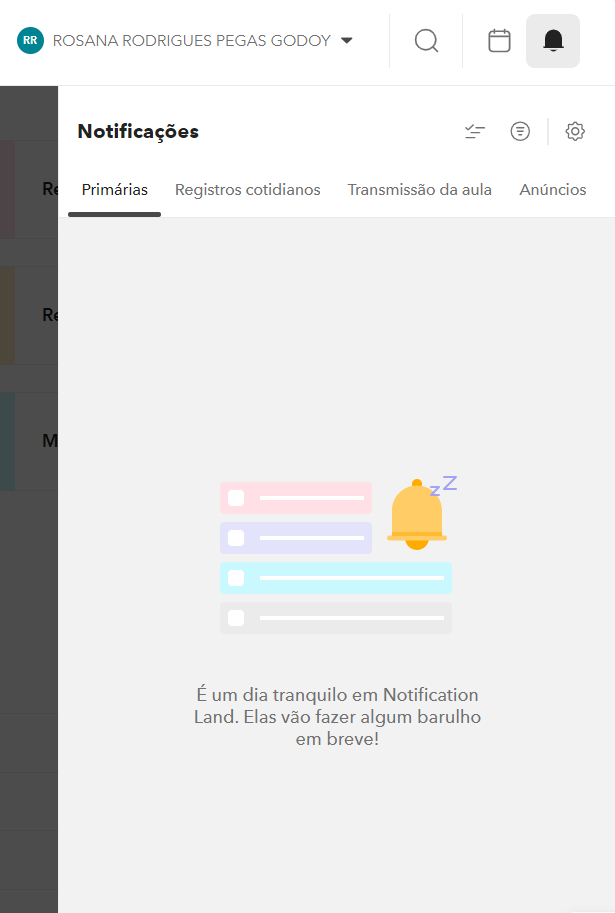 RR ROSANA RODRIGUES PEGAS GODOY
Notificações
Primárias Registros cotidianos Transmissão da aula Anúncios
Re
Re
M
z Z
É um dia tranquilo em Notification
Land. Elas vão fazer algum barulho
em breve!